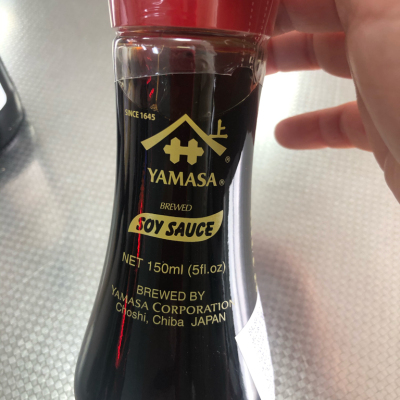 SINCE 1645
上
YAMASA®
BREWED
SOY SAUCE
NET 150ml (5fl.oz)
BREWED BY
YAMASA CORPORATION
Choshi, Chiba JAPAN